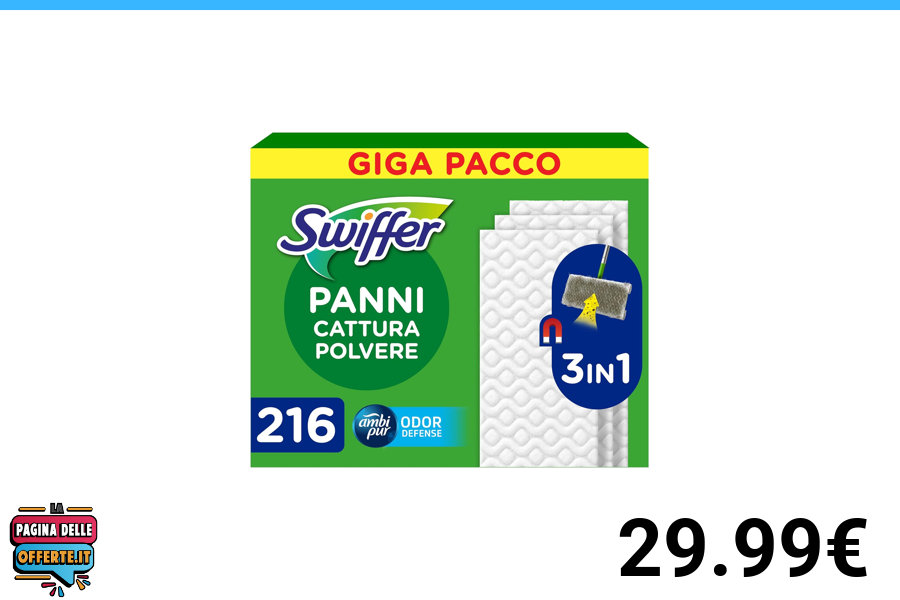 GIGA PACCO
Swiffer
PANNI
CATTURA
POLVERE
3IN1
216
ambi
pur
ODOR
DEFENSE
LA
PAGINA DELLE
OFFERTE.IT
29.99€